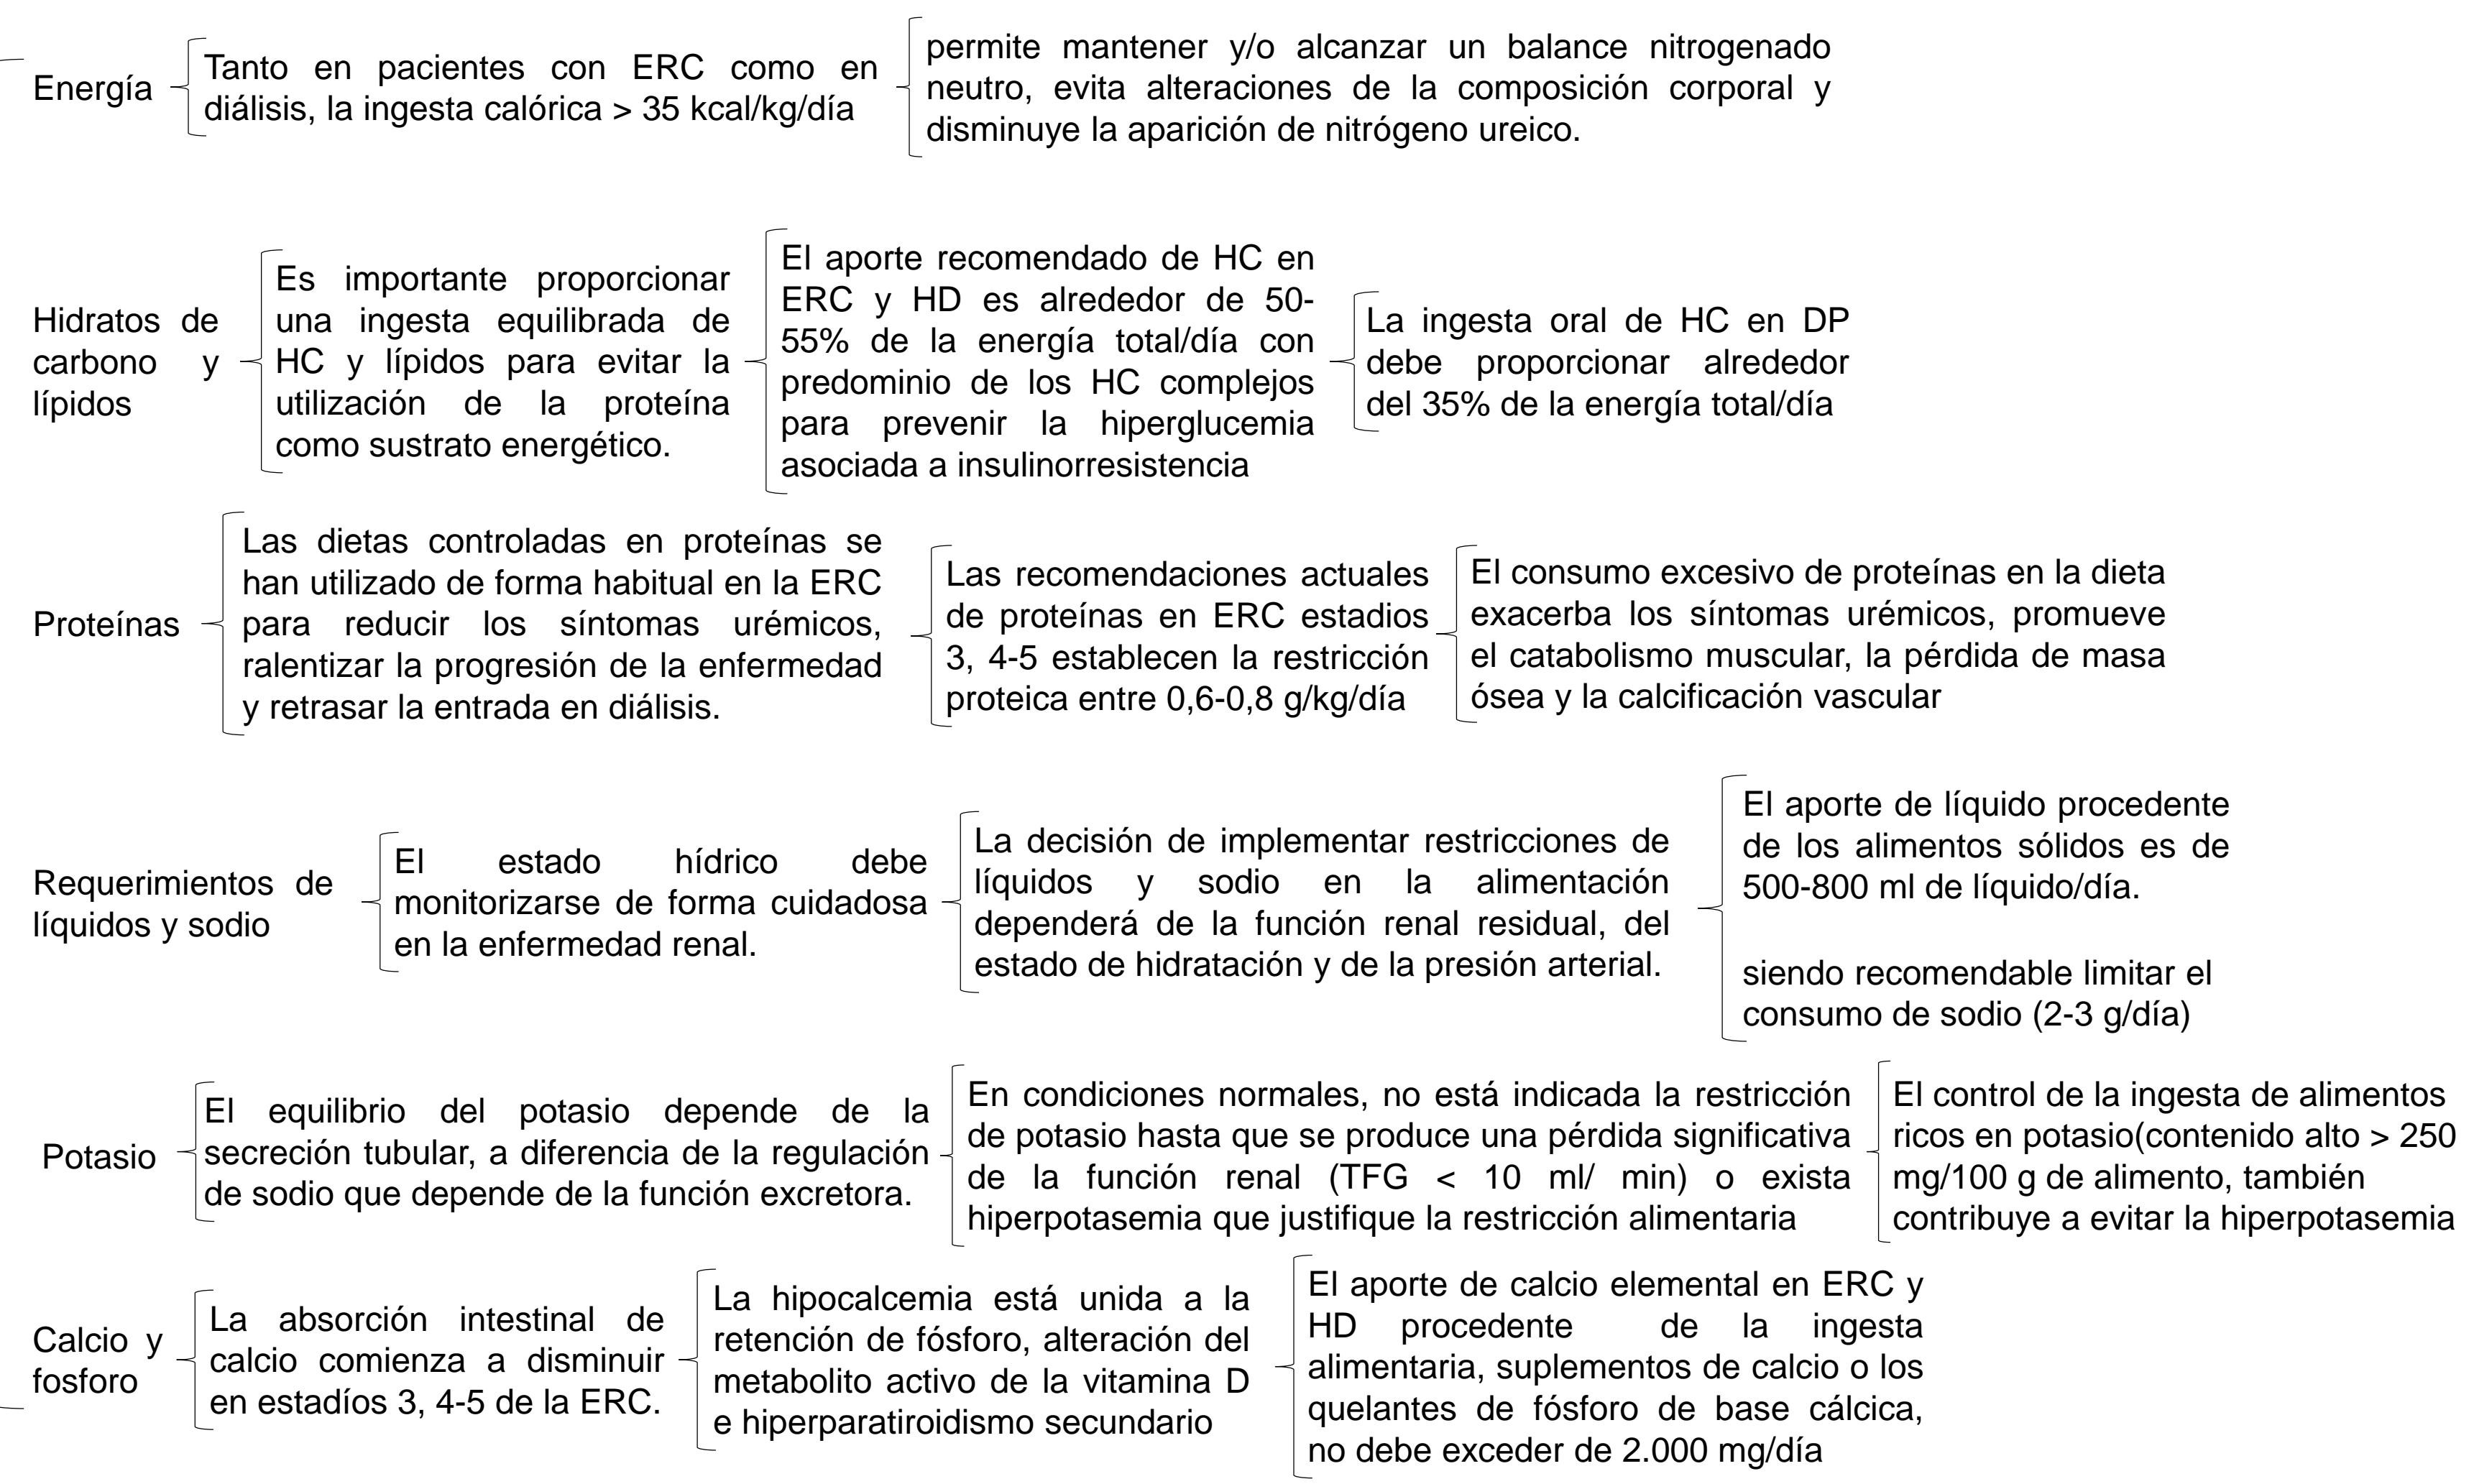 Energía
Tanto en pacientes con ERC como en
diálisis, la ingesta calórica > 35 kcal/kg/día
permite mantener y/o alcanzar un balance nitrogenado
neutro, evita alteraciones de la composición corporal y
disminuye la aparición de nitrógeno ureico.
Hidratos de
carbono y
lípidos
Es importante proporcionar
una ingesta equilibrada de
HC y lípidos para evitar la
utilización de la proteína
como sustrato energético.
El aporte recomendado de HC en
ERC y HD es alrededor de 50-
55% de la energía total/día con
predominio de los HC complejos
para prevenir la hiperglucemia
asociada a insulinorresistencia
La ingesta oral de HC en DP
debe proporcionar alrededor
del 35% de la energía total/día
Proteínas
Las dietas controladas en proteínas se
han utilizado de forma habitual en la ERC
para reducir los síntomas urémicos,
ralentizar la progresión de la enfermedad
y retrasar la entrada en diálisis.
Las recomendaciones actuales
de proteínas en ERC estadios
3, 4-5 establecen la restricción
proteica entre 0,6-0,8 g/kg/día
El consumo excesivo de proteínas en la dieta
exacerba los síntomas urémicos, promueve
el catabolismo muscular, la pérdida de masa
ósea y la calcificación vascular
Requerimientos de
líquidos y sodio
El estado hídrico debe
monitorizarse de forma cuidadosa
en la enfermedad renal.
La decisión de implementar restricciones de
líquidos y sodio en la alimentación
dependerá de la función renal residual, del
estado de hidratación y de la presión arterial.
El aporte de líquido procedente
de los alimentos sólidos es de
500-800 ml de líquido/día.
siendo recomendable limitar el
consumo de sodio (2-3 g/día)
Potasio
El equilibrio del potasio depende de la
secreción tubular, a diferencia de la regulación
de sodio que depende de la función excretora.
En condiciones normales, no está indicada la restricción
de potasio hasta que se produce una pérdida significativa
de la función renal (TFG < 10 ml/ min) o exista
hiperpotasemia que justifique la restricción alimentaria
El control de la ingesta de alimentos
ricos en potasio(contenido alto > 250
mg/100 g de alimento, también
contribuye a evitar la hiperpotasemia
Calcio y
fosforo
La absorción intestinal de
calcio comienza a disminuir
en estadíos 3, 4-5 de la ERC.
La hipocalcemia está unida a la
retención de fósforo, alteración del
metabolito activo de la vitamina D
e hiperparatiroidismo secundario
El aporte de calcio elemental en ERC y
HD procedente de la ingesta
alimentaria, suplementos de calcio o los
quelantes de fósforo de base cálcica,
no debe exceder de 2.000 mg/día